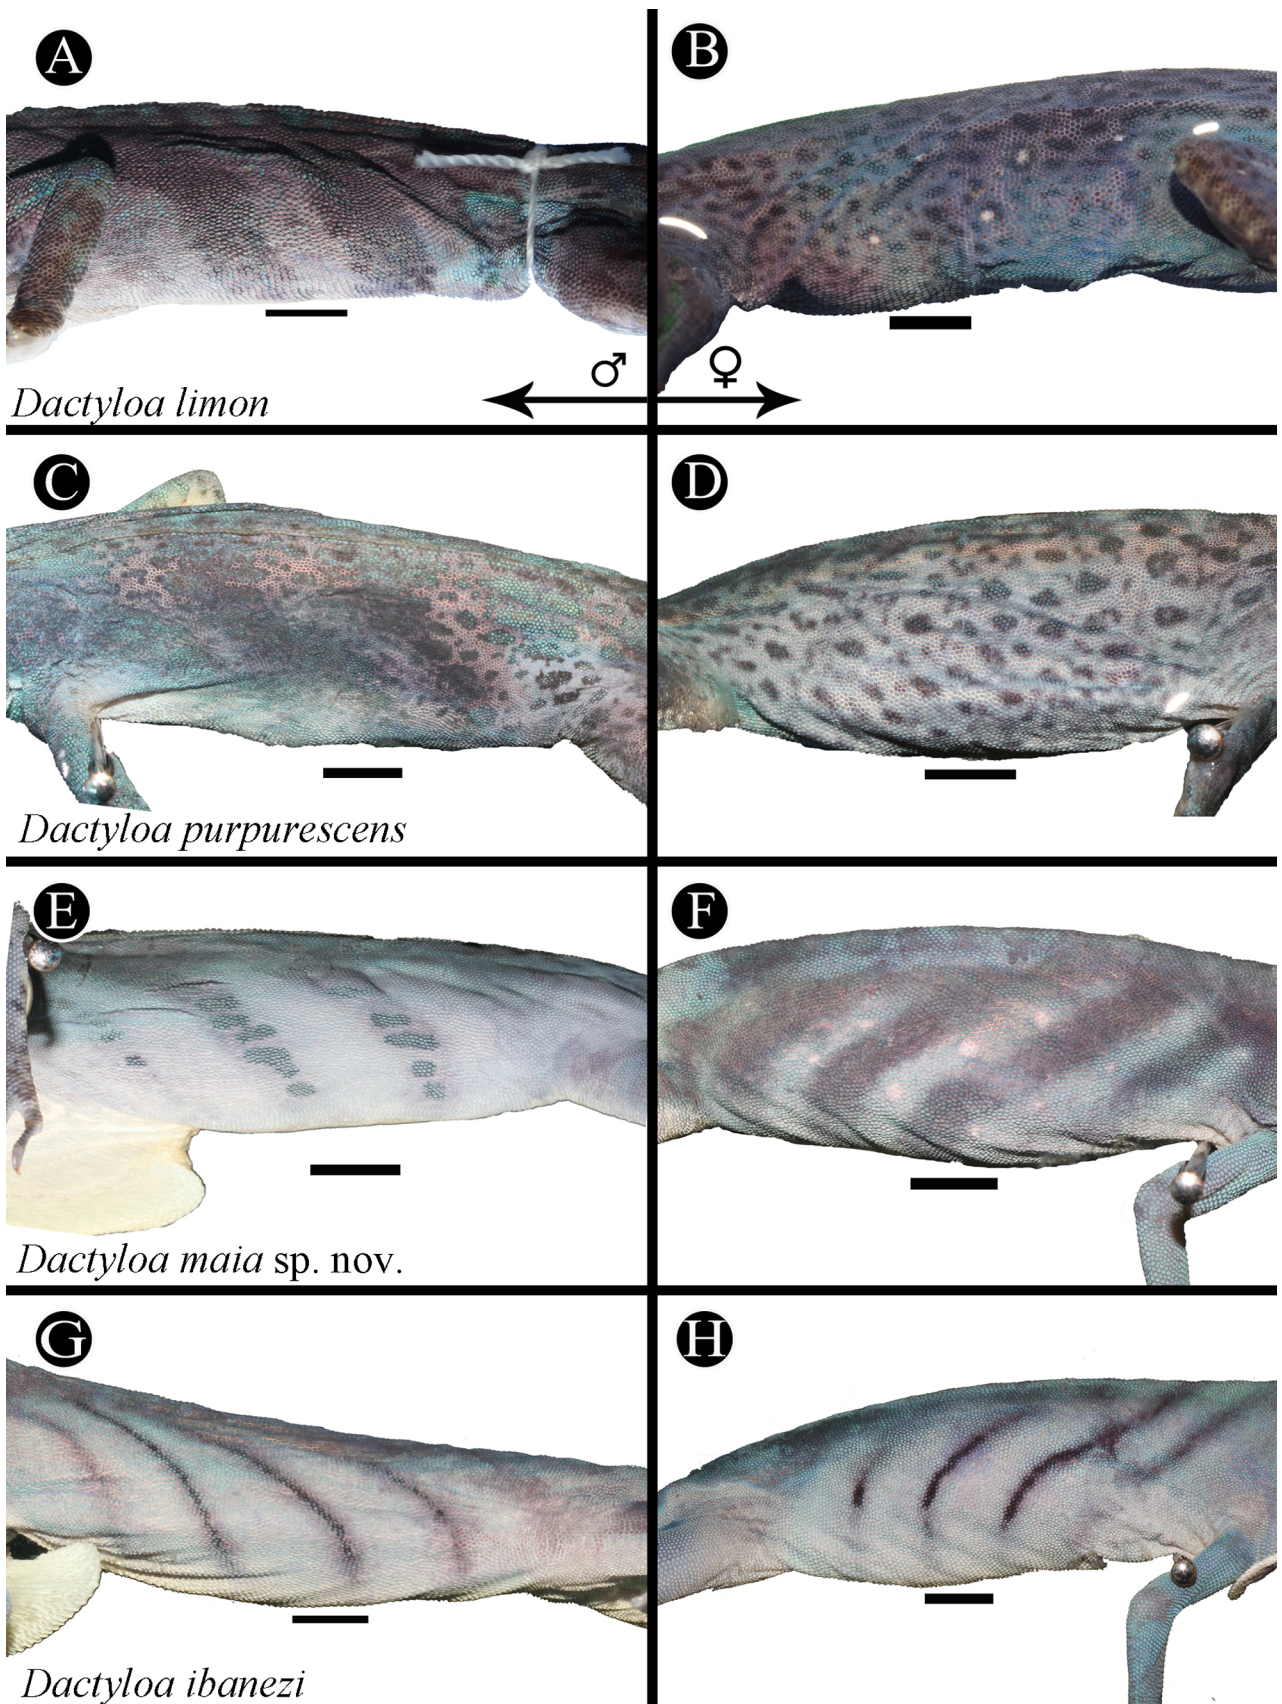 A
B
♂ ♀
Dactyloa limon
C
D
Dactyloa purpurescens
E
F
Dactyloa maia sp. nov.
G
H
Dactyloa ibanezi